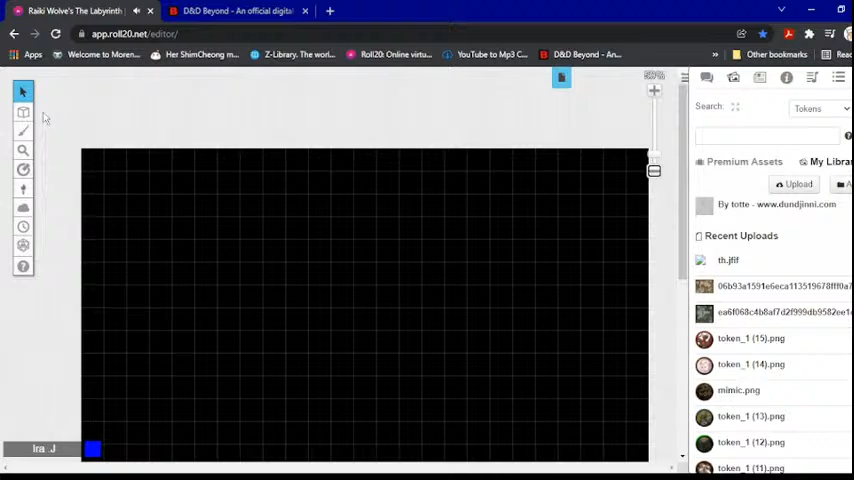 Raiki Wolve's The Labyrinth |
D&D Beyond - An official digital
app.roll20.net/editor/
Apps
Welcome to Moren...
Her ShimCheong m...
Z-Library. The worl...
Roll20: Online virtu...
YouTube to Mp3 C...
D&D Beyond - An...
»
Other bookmarks
Search:
Tokens
Premium Assets
My Librar
Upload
By totte - www.dundjinni.com
Recent Uploads
th.jfif
06b93a1591e6eca113519678fff0a7
token_1 (15).png
token_1 (14).png
mimic.png
token_1 (13).png
token_1 (12).png
token_1 (11).png
Ira .J